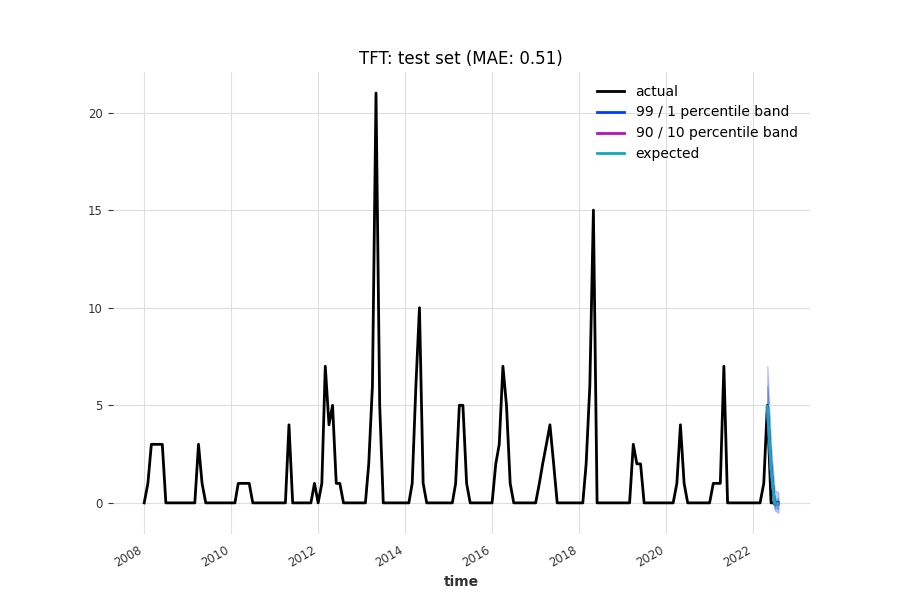 TFT: test set (MAE: 0.51)
actual
99 / 1 percentile band
90 / 10 percentile band
expected
20
15
10
5
0
2008
2010
2012
2014
2016
2018
2020
2022
time